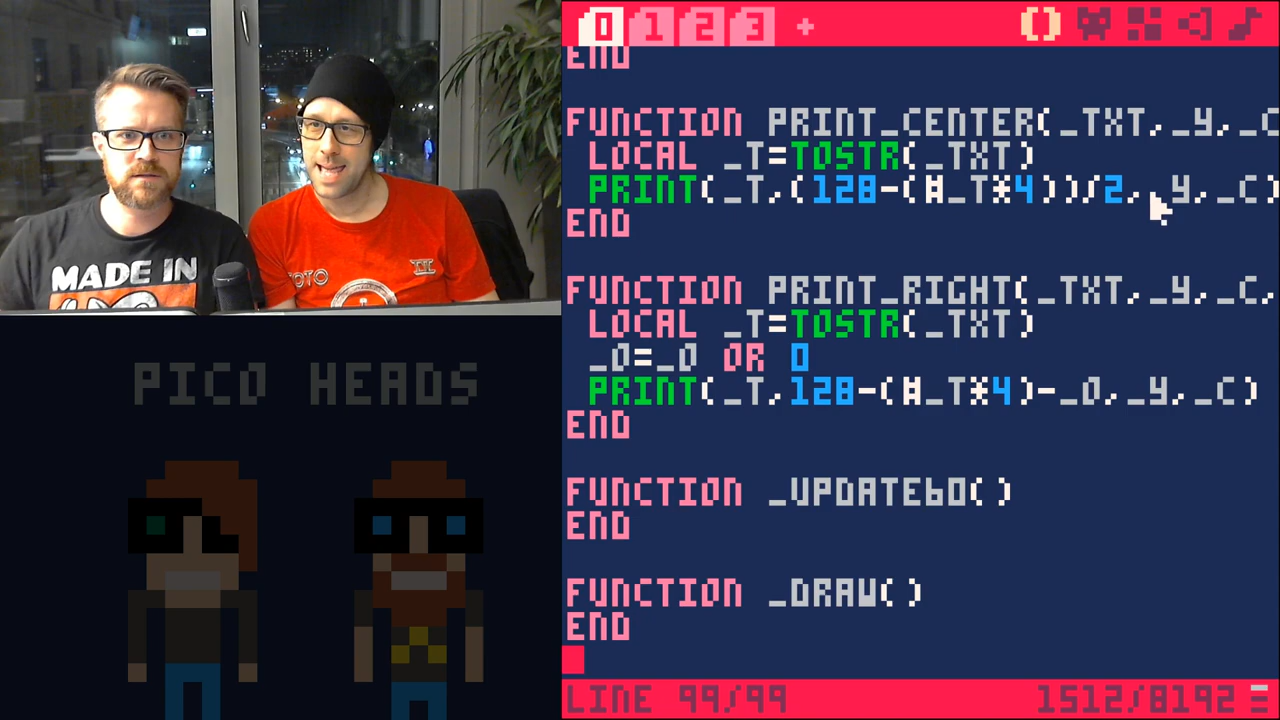 0 1 2 3 +
END
FUNCTION PRINT_CENTER(_TXT,_Y,_C
LOCAL _T=TOSTR(_TXT)
PRINT(_T,(128-(#_T*4))/2,_Y,_C)
END
FUNCTION PRINT_RIGHT(_TXT,_Y,_C,
LOCAL _T=TOSTR(_TXT)
_O=_O OR 0
PRINT(_T,128-(#_T*4)-_O,_Y,_C)
END
FUNCTION _UPDATE60()
END
FUNCTION _DRAW()
END
LINE 99/99 1512/8192
MADE IN
PICO HEADS